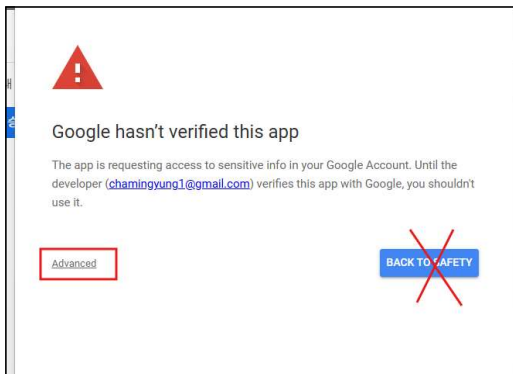 Google hasn't verified this app
The app is requesting access to sensitive info in your Google Account. Until the
developer (chamingyung1@gmail.com) verifies this app with Google, you shouldn't
use it.
Advanced
BACK TO SAFETY